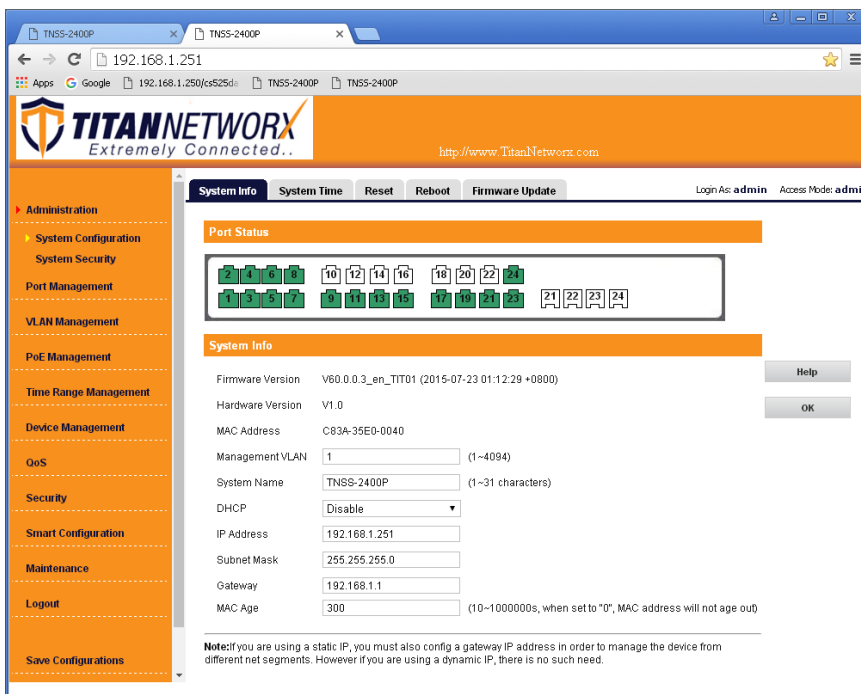 TNSS-2400P TNSS-2400P
192.168.1.251
Apps Google 192.168.1.250/cs525de TNSS-2400P TNSS-2400P
TITANNETWORX
Extremely Connected..
http://www.TitanNetworx.com
System Info System Time Reset Reboot Firmware Update Login As: admin Access Mode: admi
Administration
System Configuration
System Security
Port Management
VLAN Management
PoE Management
Time Range Management
Device Management
QoS
Security
Smart Configuration
Maintenance
Logout
Save Configurations
Port Status
2 4 6 8 10 12 14 16 18 20 22 24
1 3 5 7 9 11 13 15 17 19 21 23 21 22 23 24
System Info
Firmware Version V60.0.0.3_en_TIT01 (2015-07-23 01:12:29 +0800)
Hardware Version V1.0
MAC Address C83A-35E0-0040
Management VLAN 1 (1~4094)
System Name TNSS-2400P (1~31 characters)
DHCP Disable
IP Address 192.168.1.251
Subnet Mask 255.255.255.0
Gateway 192.168.1.1
MAC Age 300 (10~1000000s, when set to "0", MAC address will not age out)
Note:If you are using a static IP, you must also config a gateway IP address in order to manage the device from
different net segments. However if you are using a dynamic IP, there is no such need.
Help
OK